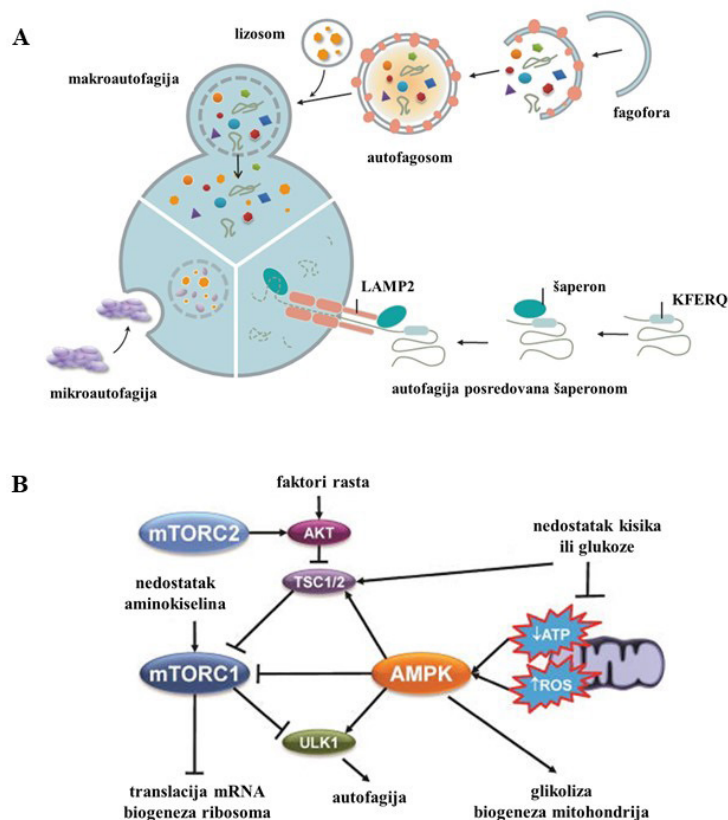 A
lizosom
makroautofagija
autofagosom
fagofora
LAMP2
šaperon
KFERQ
mikroautofagija
autofagija posredovana šaperonom
B
faktori rasta
mTORC2
AKT
nedostatak kisika
ili glukoze
TSC1/2
nedostatak
aminokiselina
↓ATP
mTORC1
AMPK
↑ROS
ULK1
translacija mRNA
biogeneza ribosoma
autofagija
glikoliza
biogeneza mitohondrija